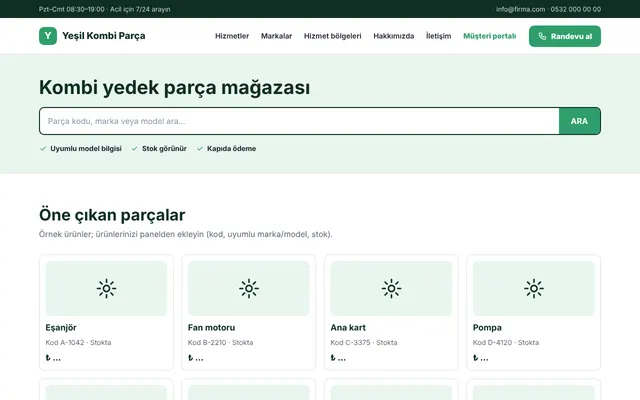 Pzt–Cmt 08:30–19:00 · Acil için 7/24 arayın
info@firma.com · 0532 000 00 00
Y Yeşil Kombi Parça
Hizmetler Markalar Hizmet bölgeleri Hakkımızda İletişim Müşteri portalı Randevu al
Kombi yedek parça mağazası
Parça kodu, marka veya model ara... ARA
Uyumlu model bilgisi Stok görünür Kapıda ödeme
Öne çıkan parçalar
Örnek ürünler; ürünlerinizi panelden ekleyin (kod, uyumlu marka/model, stok).
Eşanjör
Kod A-1042 · Stokta
₺ ...
Fan motoru
Kod B-2210 · Stokta
₺ ...
Ana kart
Kod C-3375 · Stokta
₺ ...
Pompa
Kod D-4120 · Stokta
₺ ...